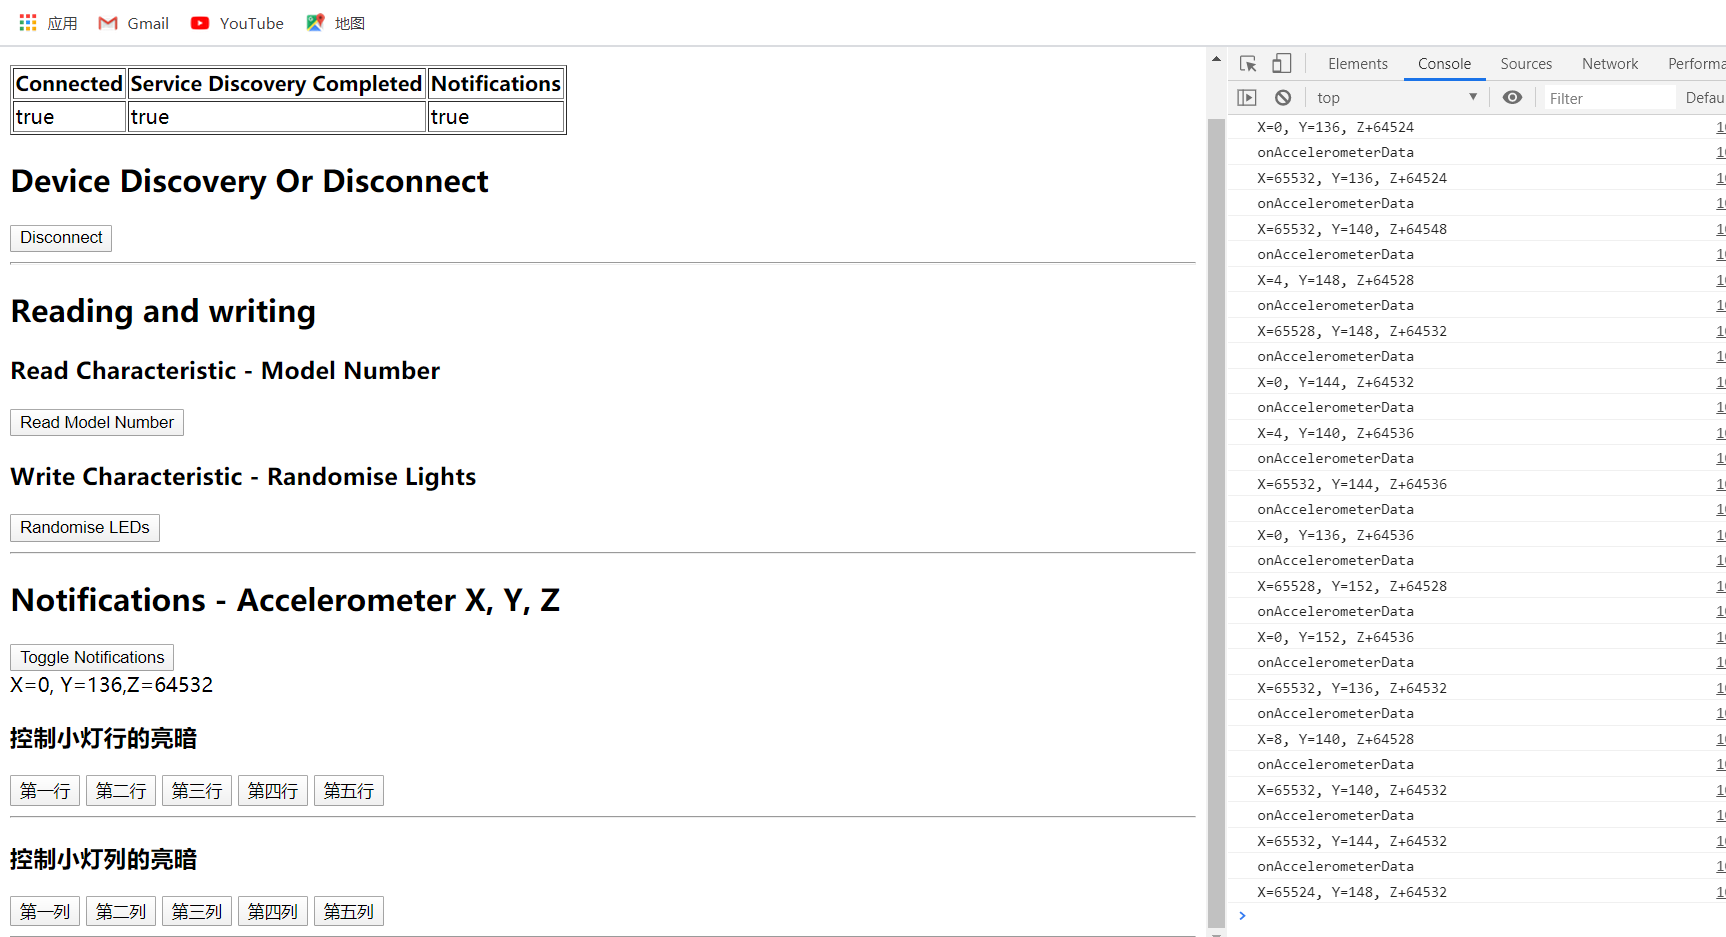 应用 Gmail YouTube 地图
Connected Service Discovery Completed Notifications
true true true
Device Discovery Or Disconnect
Disconnect
Reading and writing
Read Characteristic - Model Number
Read Model Number
Write Characteristic - Randomise Lights
Randomise LEDs
Notifications - Accelerometer X, Y, Z
Toggle Notifications
X=0, Y=136,Z=64532
控制小灯行的亮暗
第一行 第二行 第三行 第四行 第五行
控制小灯列的亮暗
第一列 第二列 第三列 第四列 第五列
Elements Console Sources Network Performa
top Filter Defau
X=0, Y=136, Z+64524
onAccelerometerData
X=65532, Y=136, Z+64524
onAccelerometerData
X=65532, Y=140, Z+64548
onAccelerometerData
X=4, Y=148, Z+64528
onAccelerometerData
X=65528, Y=148, Z+64532
onAccelerometerData
X=0, Y=144, Z+64532
onAccelerometerData
X=4, Y=140, Z+64536
onAccelerometerData
X=65532, Y=144, Z+64536
onAccelerometerData
X=0, Y=136, Z+64536
onAccelerometerData
X=65528, Y=152, Z+64528
onAccelerometerData
X=0, Y=152, Z+64536
onAccelerometerData
X=65532, Y=136, Z+64532
onAccelerometerData
X=8, Y=140, Z+64528
onAccelerometerData
X=65532, Y=140, Z+64532
onAccelerometerData
X=65532, Y=144, Z+64532
onAccelerometerData
X=65524, Y=148, Z+64532